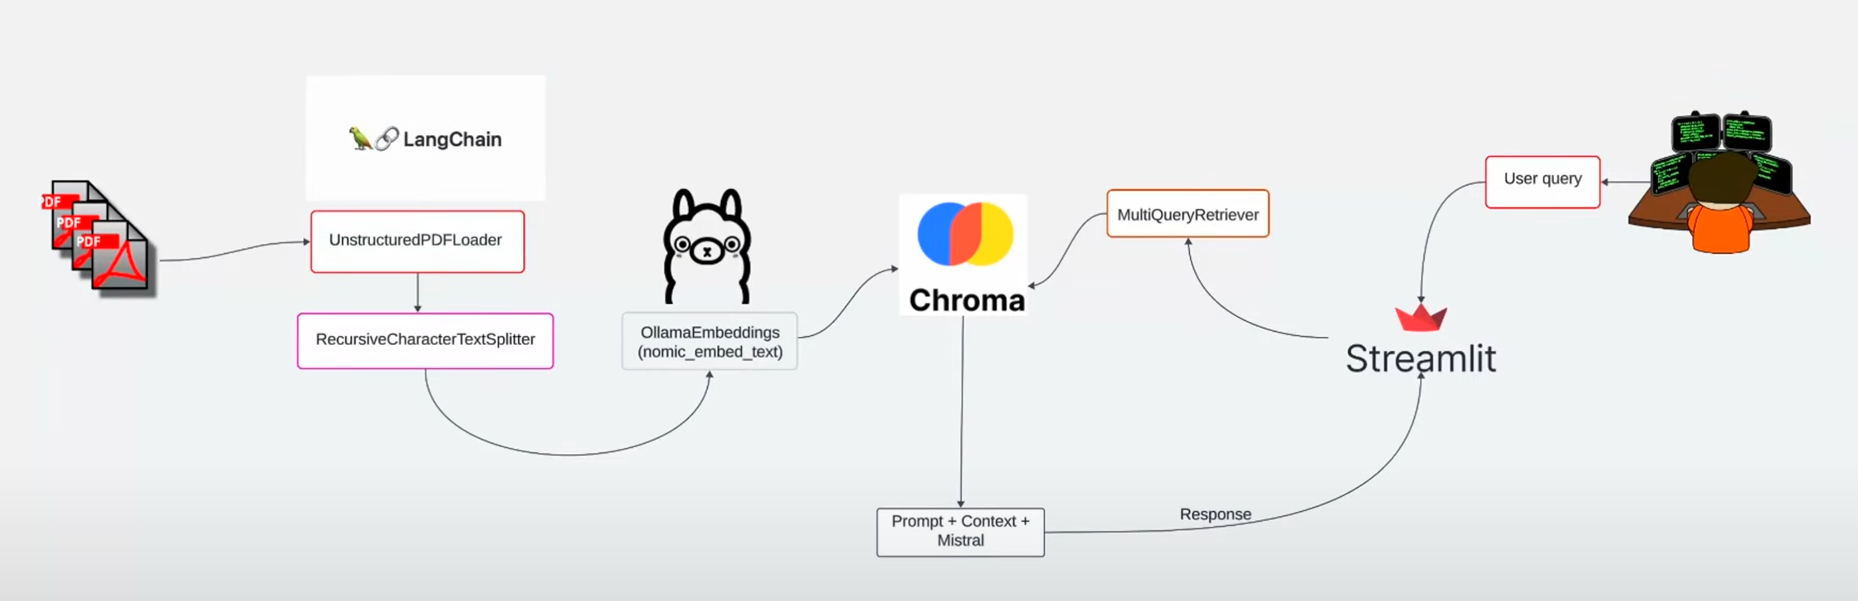 PDF
PDF
PDF
LangChain
UnstructuredPDFLoader
RecursiveCharacterTextSplitter
OllamaEmbeddings
(nomic_embed_text)
Chroma
MultiQueryRetriever
User query
Streamlit
Prompt + Context +
Mistral
Response